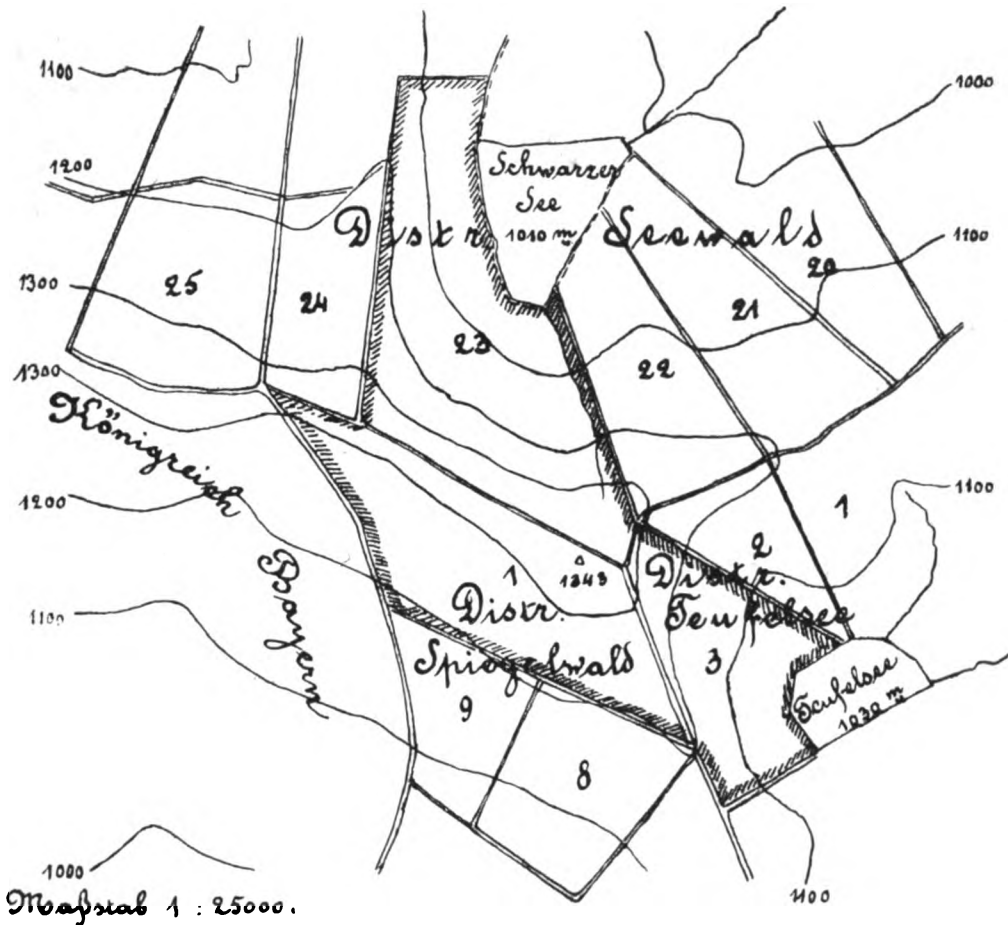 1100
1000
1200
Schwarzer
See
1010 m
Distr.
Seewald
20
1100
1300
25
24
21
23
22
1300
Königreich
1200
1
1100
2
Distr.
1
1343
Distr.
Teufelsee
Bayern
1100
Spiegelwald
3
9
Teufelsee
1030 m
8
1000
1100
Maßstab 1 : 25000.